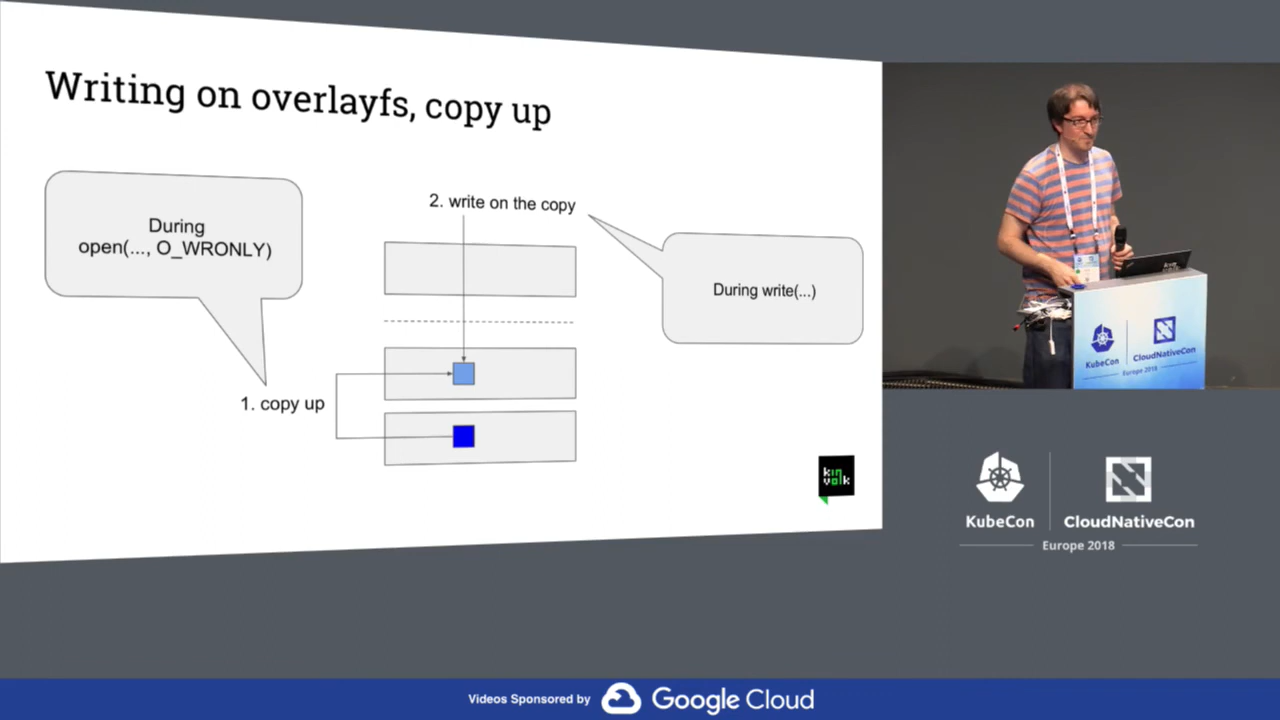 Writing on overlayfs, copy up
During
open(..., O_WRONLY)
2. write on the copy
During write(...)
1. copy up
kin
volk
KubeCon
CloudNativeCon
Europe 2018
KubeCon
CloudNativeCon
Europe 2018
Videos Sponsored by Google Cloud